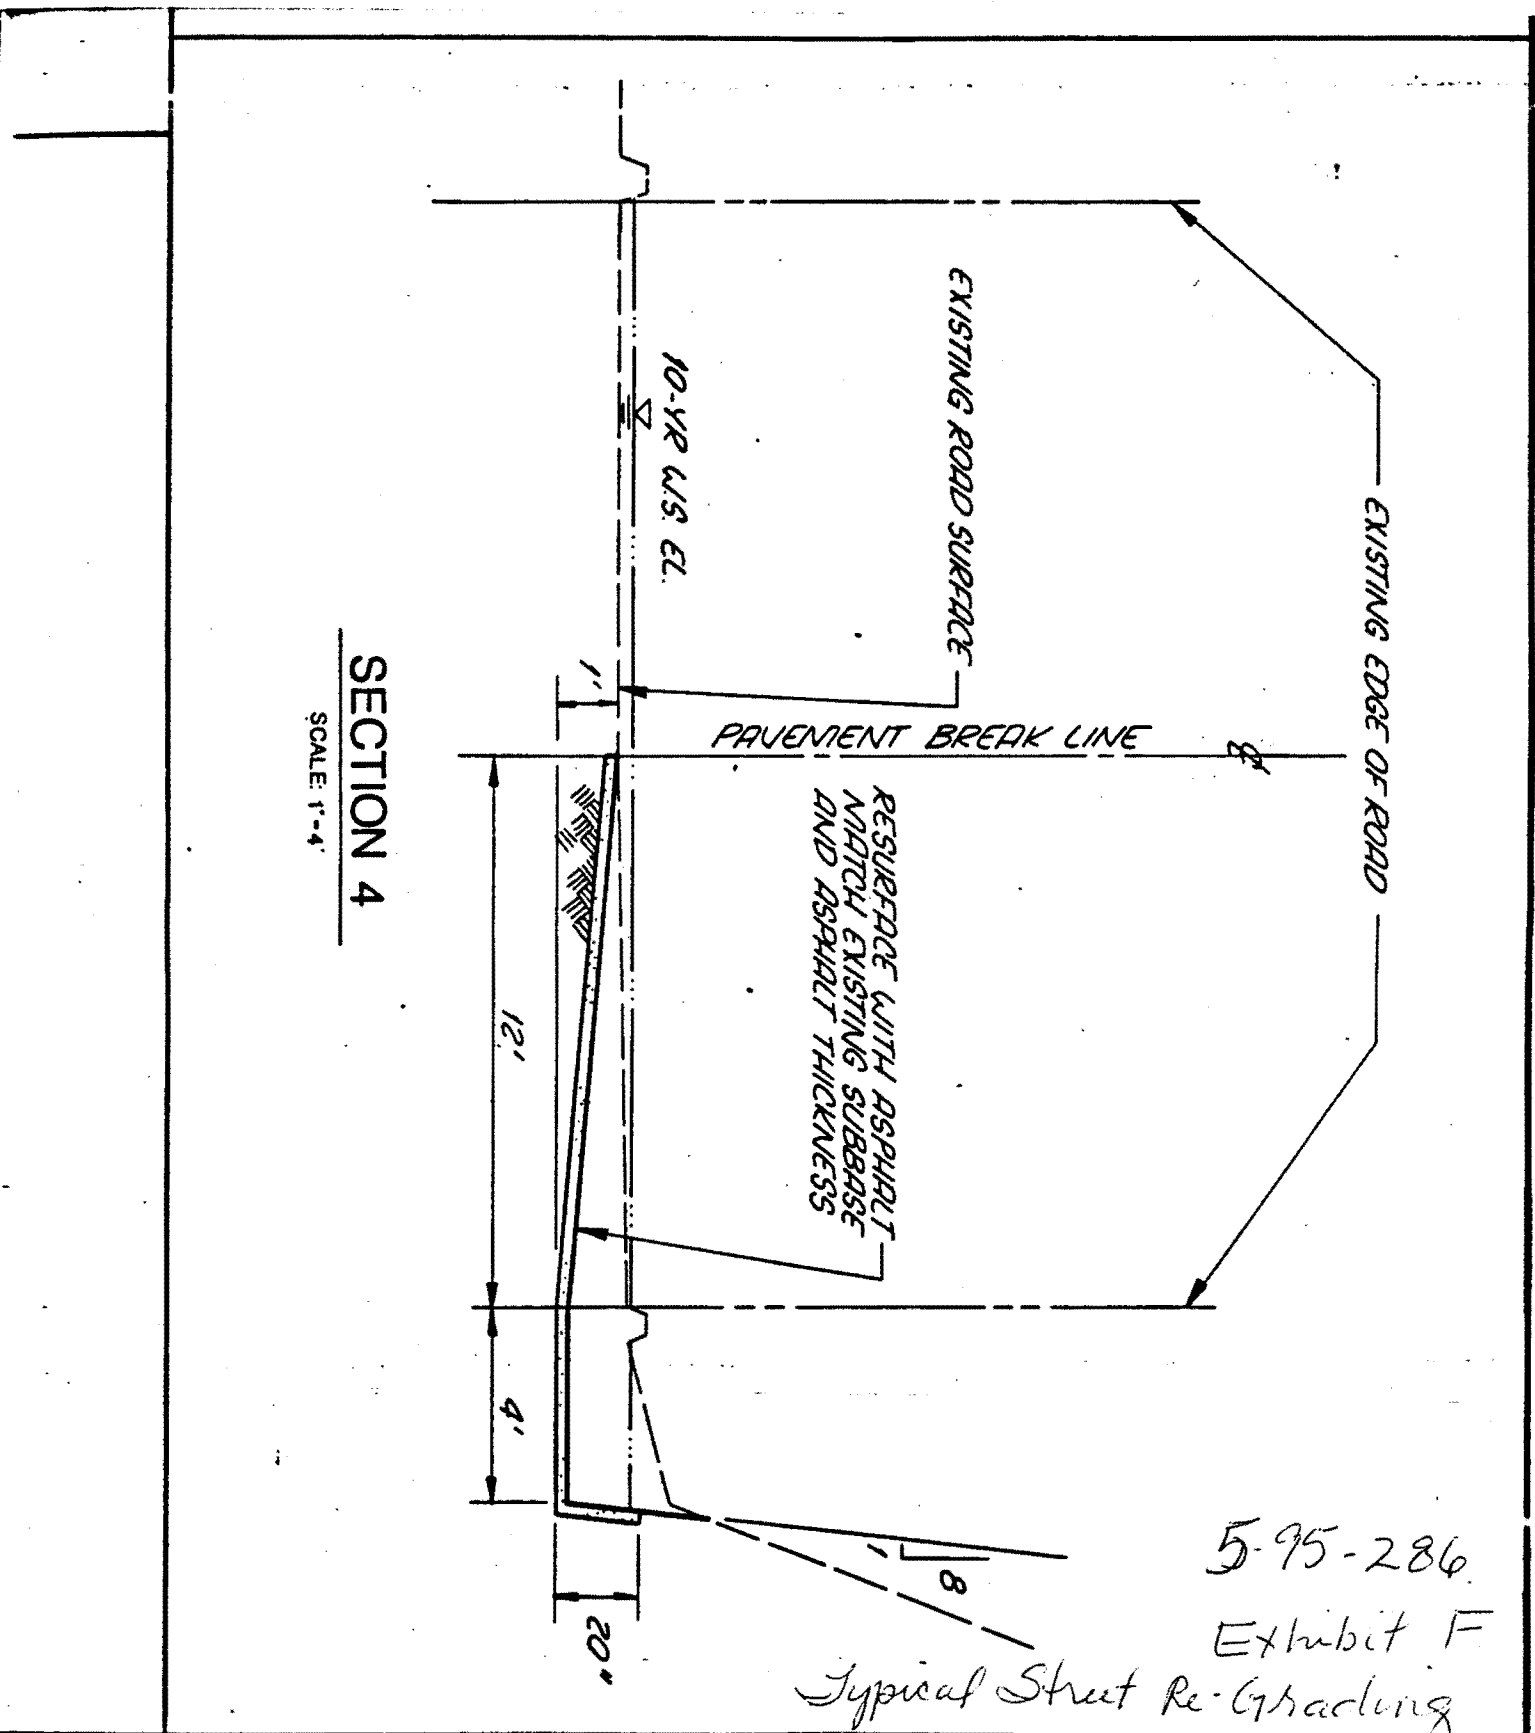 EXISTING EDGE OF ROAD
EXISTING ROAD SURFACE
10-YR W.S. EL.
PAVEMENT BREAK LINE
RESURFACE WITH ASPHALT
MATCH EXISTING SUBBASE
AND ASPHALT THICKNESS
1'
12'
4'
20"
1
8
SECTION 4
SCALE: 1"=4'
5-95-286
Exhibit F
Typical Street Re-Grading